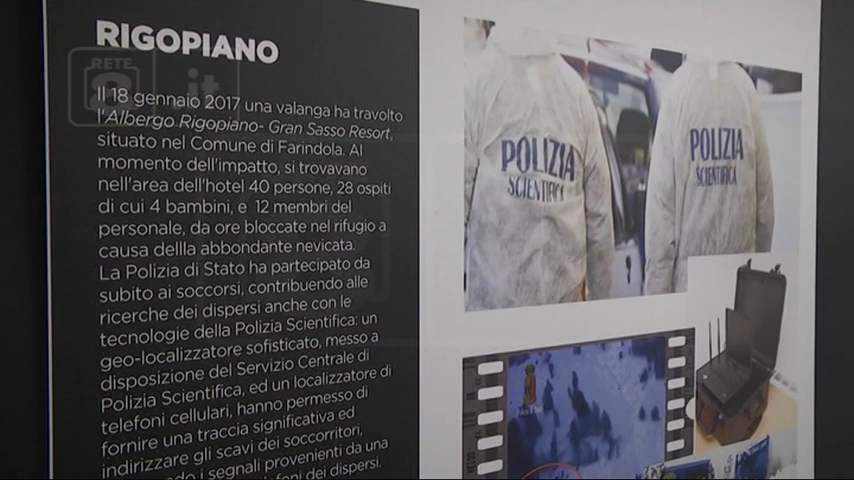 RIGOPIANO
RETE
8
.it
Il 18 gennaio 2017 una valanga ha travolto
l'Albergo Rigopiano- Gran Sasso Resort,
situato nel Comune di Farindola. Al
momento dell'impatto, si trovavano
nell'area dell'hotel 40 persone, 28 ospiti
di cui 4 bambini, e 12 membri del
personale, da ore bloccate nel rifugio a
causa dellla abbondante nevicata.
La Polizia di Stato ha partecipato da
subito ai soccorsi, contribuendo alle
ricerche dei dispersi anche con le
tecnologie della Polizia Scientifica: un
geo-localizzatore sofisticato, messo a
disposizione del Servizio Centrale di
Polizia Scientifica, ed un localizzatore di
telefoni cellulari, hanno permesso di
fornire una traccia significativa ed
indirizzare gli scavi dei soccorritori,
i segnali provenienti da una
dei dispersi.
POLIZIA
SCIENTIFICA
POLIZIA
SCIENTIFICA